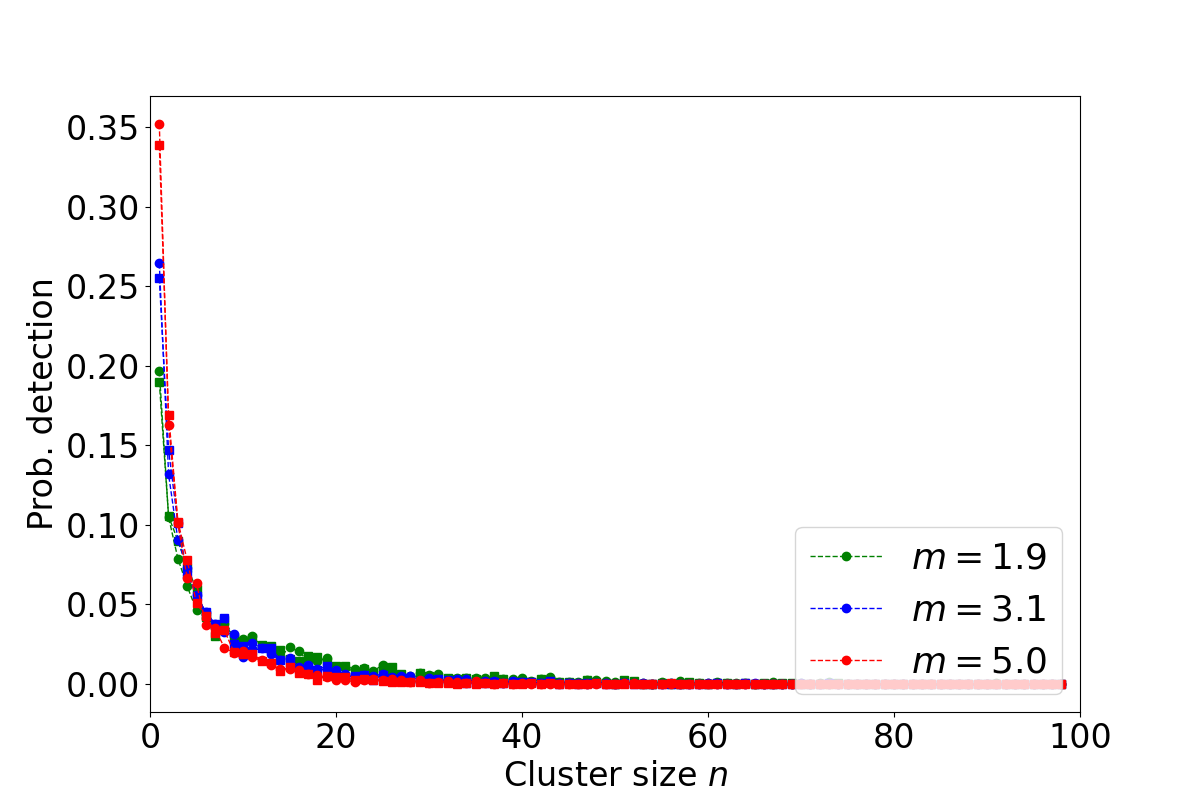 Prob. detection
0.35
0.30
0.25
0.20
0.15
0.10
0.05
0.00
0 20 40 60 80 100
Cluster size n
m = 1.9
m = 3.1
m = 5.0